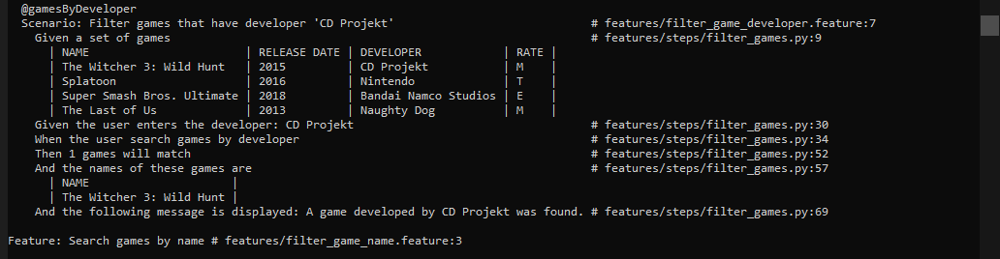 @gamesByDeveloper
Scenario: Filter games that have developer 'CD Projekt' # features/filter_game_developer.feature:7
Given a set of games # features/steps/filter_games.py:9
| NAME | RELEASE DATE | DEVELOPER | RATE |
| The Witcher 3: Wild Hunt | 2015 | CD Projekt | M |
| Splatoon | 2016 | Nintendo | T |
| Super Smash Bros. Ultimate | 2018 | Bandai Namco Studios | E |
| The Last of Us | 2013 | Naughty Dog | M |
Given the user enters the developer: CD Projekt # features/steps/filter_games.py:30
When the user search games by developer # features/steps/filter_games.py:34
Then 1 games will match # features/steps/filter_games.py:52
And the names of these games are # features/steps/filter_games.py:57
| NAME |
| The Witcher 3: Wild Hunt |
And the following message is displayed: A game developed by CD Projekt was found. # features/steps/filter_games.py:69
Feature: Search games by name # features/filter_game_name.feature:3